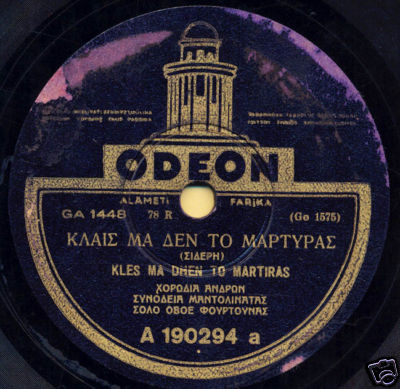 ODEON
ALAMETI FARiKA
GA 1448 78 R. (Go 1575)
ΚΛΑΙΣ ΜΑ ΔΕΝ ΤΟ ΜΑΡΤΥΡΑΣ
(ΣΙΔΕΡΗ)
KLES MA DHEN TO MARTIRAS
ΧΟΡΩΔΙΑ ΑΝΔΡΩΝ
ΣΥΝΟΔΕΙΑ ΜΑΝΤΟΛΙΝΑΤΑΣ
ΣΟΛΟ ΟΒΟΕ ΦΟΥΡΤΟΥΝΑΣ
A 190294 a